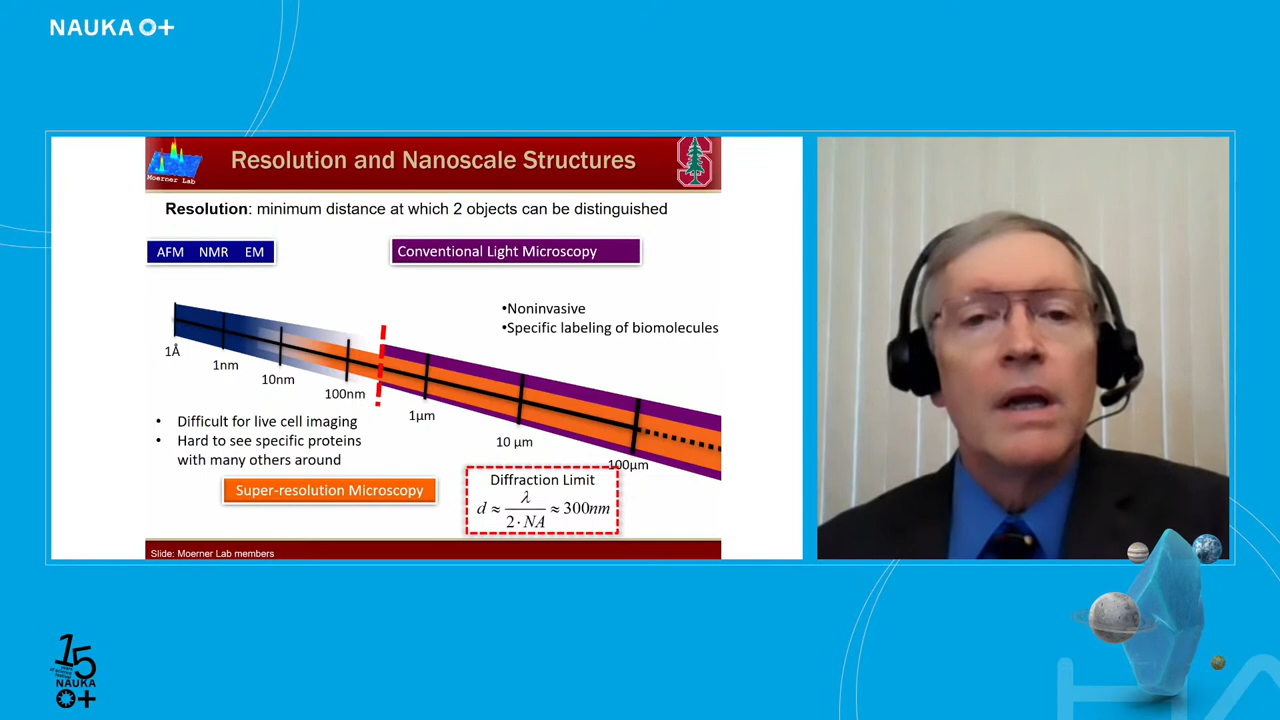 NAUKA O+
Moerner Lab
Resolution and Nanoscale Structures
S
Resolution: minimum distance at which 2 objects can be distinguished
AFM NMR EM
Conventional Light Microscopy
•Noninvasive
•Specific labeling of biomolecules
1Å
1nm
10nm
100nm
1µm
10 µm
100µm
• Difficult for live cell imaging
• Hard to see specific proteins
with many others around
Super-resolution Microscopy
Diffraction Limit
d ≈ λ / 2·NA ≈ 300nm
Slide: Moerner Lab members
15
NAUKA
O+